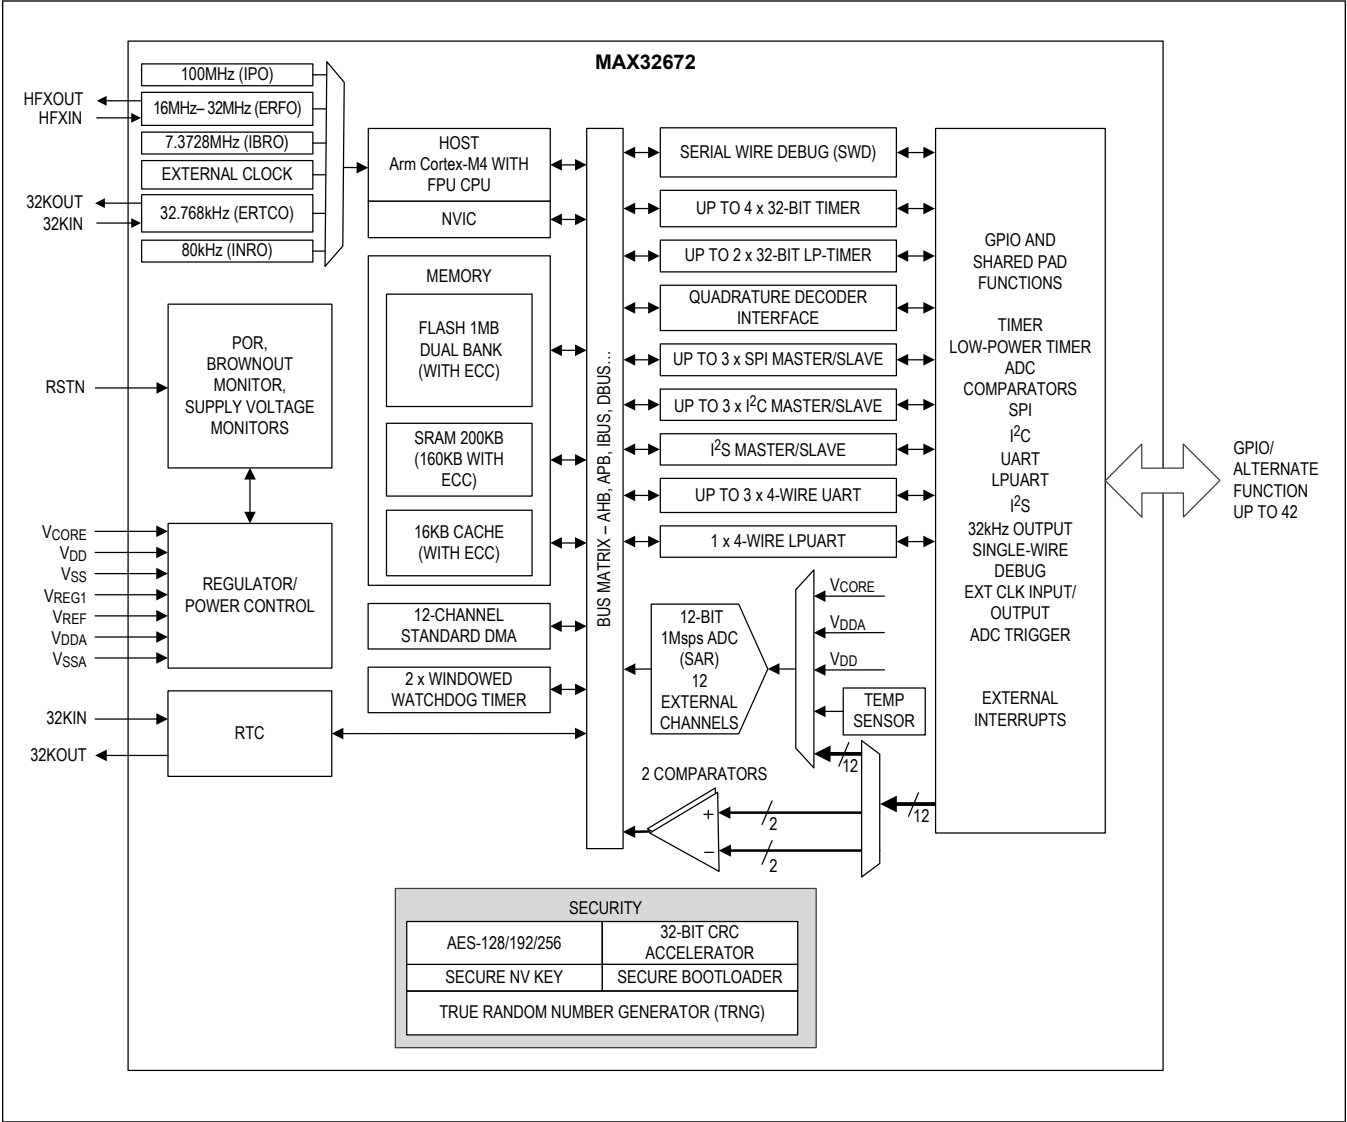 MAX32672
100MHz (IPO)
HFXOUT
HFXIN
16MHz– 32MHz (ERFO)
7.3728MHz (IBRO)
EXTERNAL CLOCK
32KOUT
32KIN
32.768kHz (ERTCO)
80kHz (INRO)
HOST
Arm Cortex-M4 WITH
FPU CPU
NVIC
MEMORY
FLASH 1MB
DUAL BANK
(WITH ECC)
SRAM 200KB
(160KB WITH
ECC)
16KB CACHE
(WITH ECC)
12-CHANNEL
STANDARD DMA
2 x WINDOWED
WATCHDOG TIMER
RSTN
POR,
BROWNOUT
MONITOR,
SUPPLY VOLTAGE
MONITORS
VCORE
VDD
VSS
VREG1
VREF
VDDA
VSSA
REGULATOR/
POWER CONTROL
32KIN
32KOUT
RTC
BUS MATRIX – AHB, APB, IBUS, DBUS...
SERIAL WIRE DEBUG (SWD)
UP TO 4 x 32-BIT TIMER
UP TO 2 x 32-BIT LP-TIMER
QUADRATURE DECODER
INTERFACE
UP TO 3 x SPI MASTER/SLAVE
UP TO 3 x I2C MASTER/SLAVE
I2S MASTER/SLAVE
UP TO 3 x 4-WIRE UART
1 x 4-WIRE LPUART
12-BIT
1Msps ADC
(SAR)
12
EXTERNAL
CHANNELS
VCORE
VDDA
VDD
TEMP
SENSOR
12
2 COMPARATORS
+
–
2
2
12
GPIO AND
SHARED PAD
FUNCTIONS
TIMER
LOW-POWER TIMER
ADC
COMPARATORS
SPI
I2C
UART
LPUART
I2S
32kHz OUTPUT
SINGLE-WIRE
DEBUG
EXT CLK INPUT/
OUTPUT
ADC TRIGGER
EXTERNAL
INTERRUPTS
GPIO/
ALTERNATE
FUNCTION
UP TO 42
SECURITY
AES-128/192/256
32-BIT CRC
ACCELERATOR
SECURE NV KEY
SECURE BOOTLOADER
TRUE RANDOM NUMBER GENERATOR (TRNG)